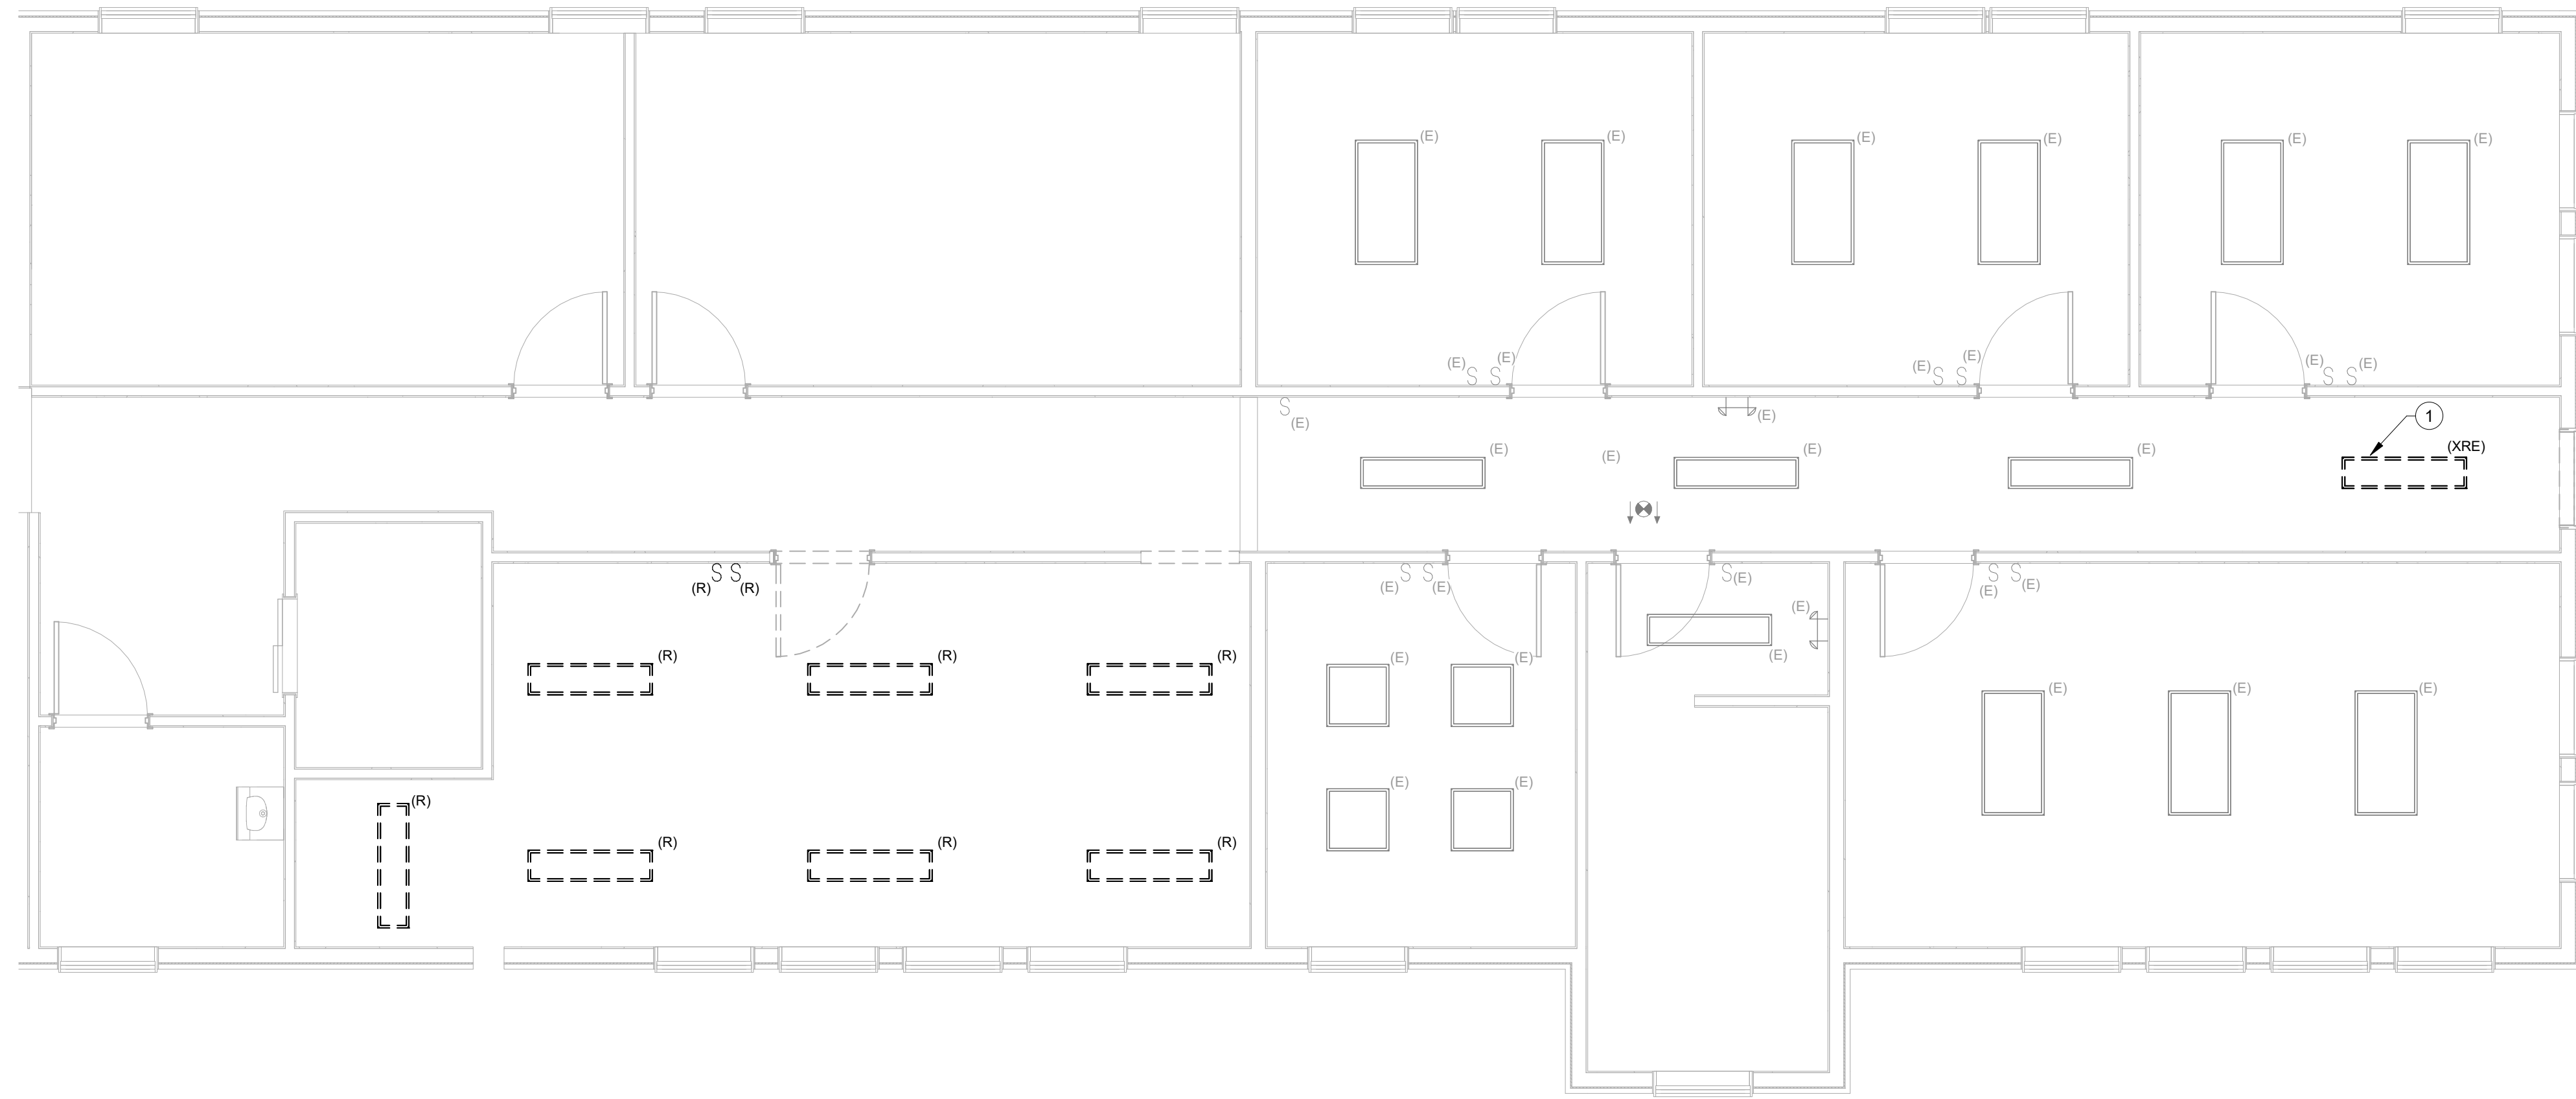 (E) (E) (E) (E) (E) (E)
(E) S S (E) (E) S S (E) (E) S S (E)
S (E) (E) 1
(E) (E) (E) (E) (XRE)
(R) S S (R) (E) S S (E) S (E) S S (E) (E)
(E)
(R) (R) (R) (E) (E) (E)
(E) (E) (E)
(R) (E) (E)
(R) (R) (R)